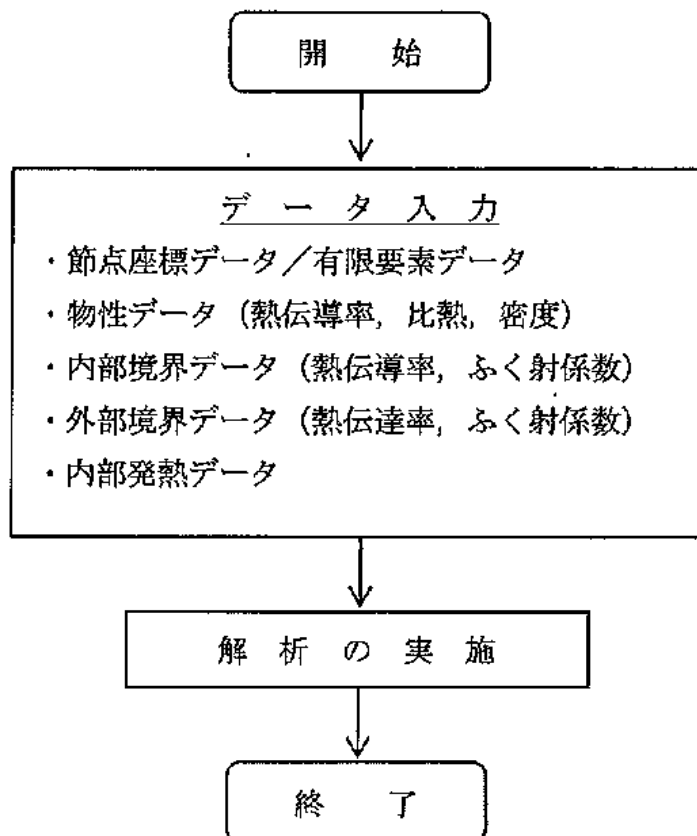 開 始
データ入力
・節点座標データ／有限要素データ
・物性データ（熱伝導率，比熱，密度）
・内部境界データ（熱伝導率，ふく射係数）
・外部境界データ（熱伝達率，ふく射係数）
・内部発熱データ
解析の実施
終 了